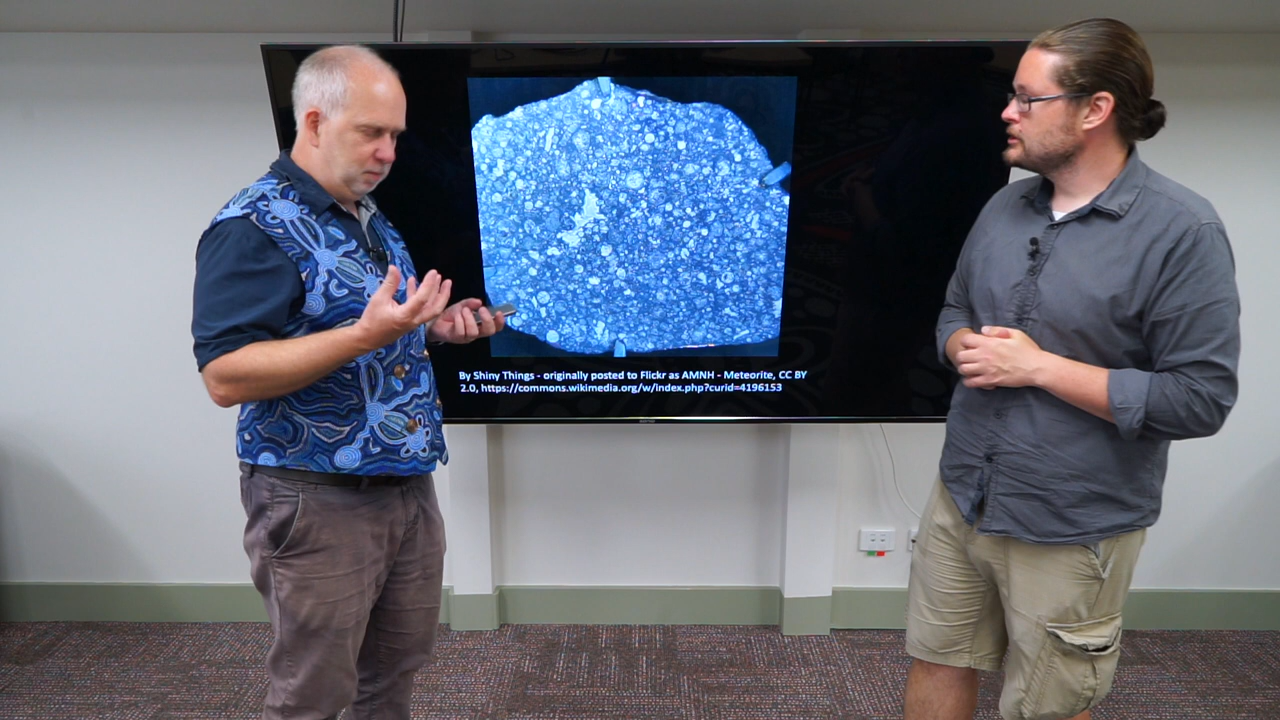 By Shiny Things - originally posted to Flickr as AMNH - Meteorite, CC BY
2.0, https://commons.wikimedia.org/w/index.php?curid=4196153